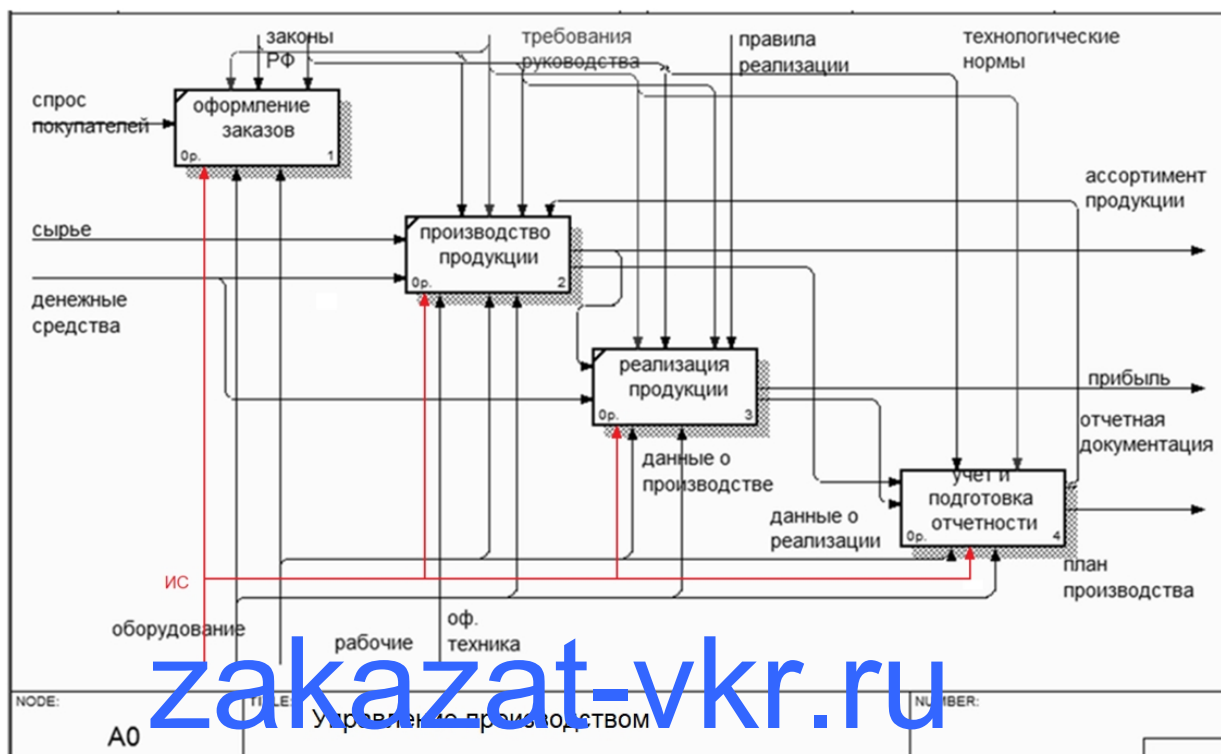 законы
РФ
требования
руководства
правила
реализации
технологические
нормы
спрос
покупателей
оформление
заказов
0р.
1
ассортимент
продукции
сырье
производство
продукции
0р.
2
денежные
средства
реализация
продукции
0р.
3
прибыль
отчетная
документация
данные о
производстве
учет и
подготовка
отчетности
0р.
4
данные о
реализации
план
производства
ИС
оборудование
рабочие
оф.
техника
zakazat-vkr.ru
NODE:
A0
TITLE:
Управление производством
NUMBER: